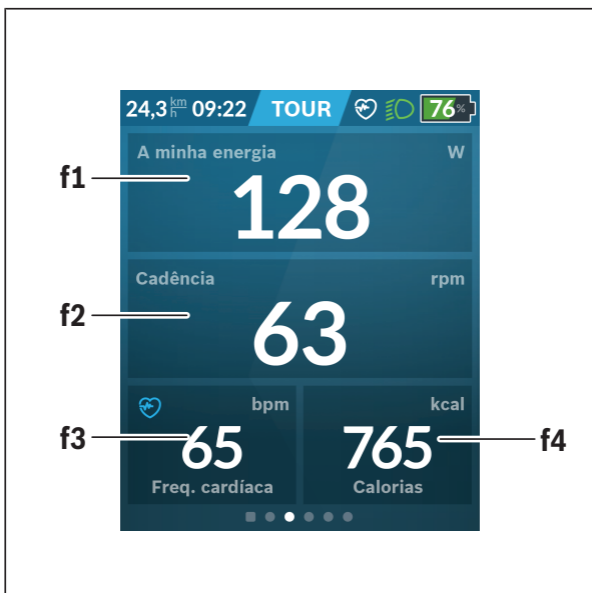 24,3 km/h 09:22 TOUR 76%
A minha energia W
f1
128
Cadência rpm
f2
63
bpm kcal
f3 65 765 f4
Freq. cardíaca Calorias